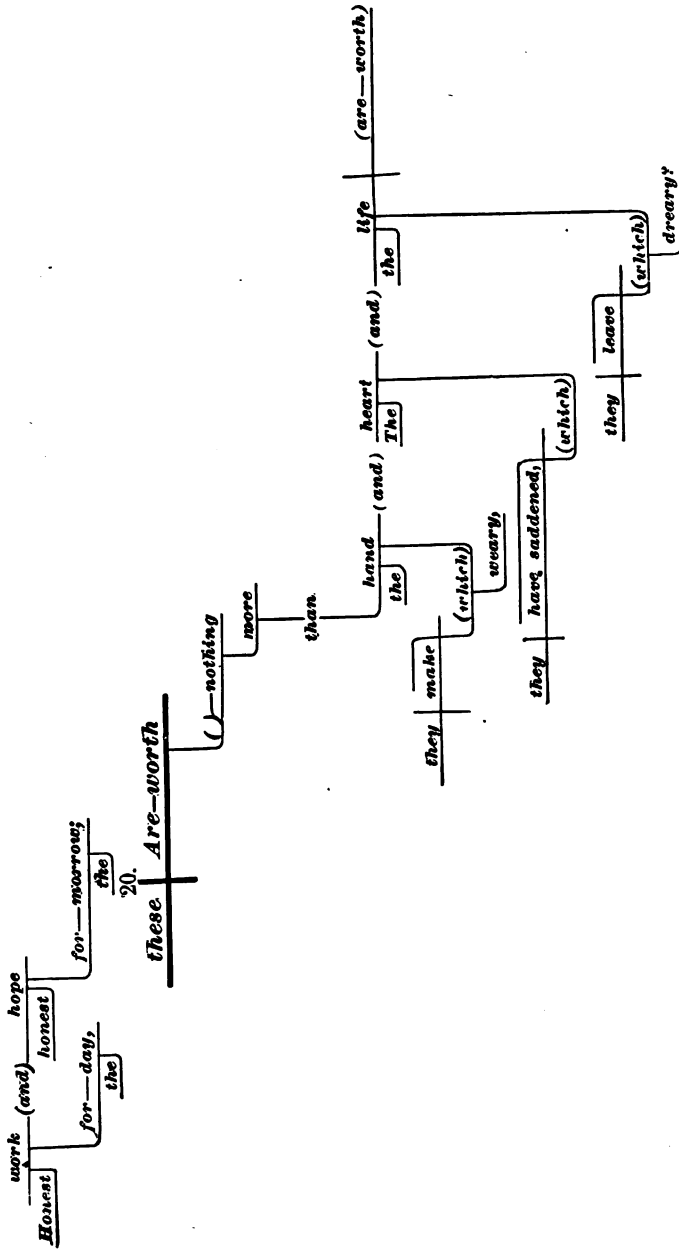 work (and) hope
Honest honest
for—day, for—morrow;
the the
20.
these Are—worth
( )—nothing
more
than
hand (and) heart (and) life (are—worth)
the The the
they make (which)
weary,
they have saddened, (which)
they leave (which)
dreary?